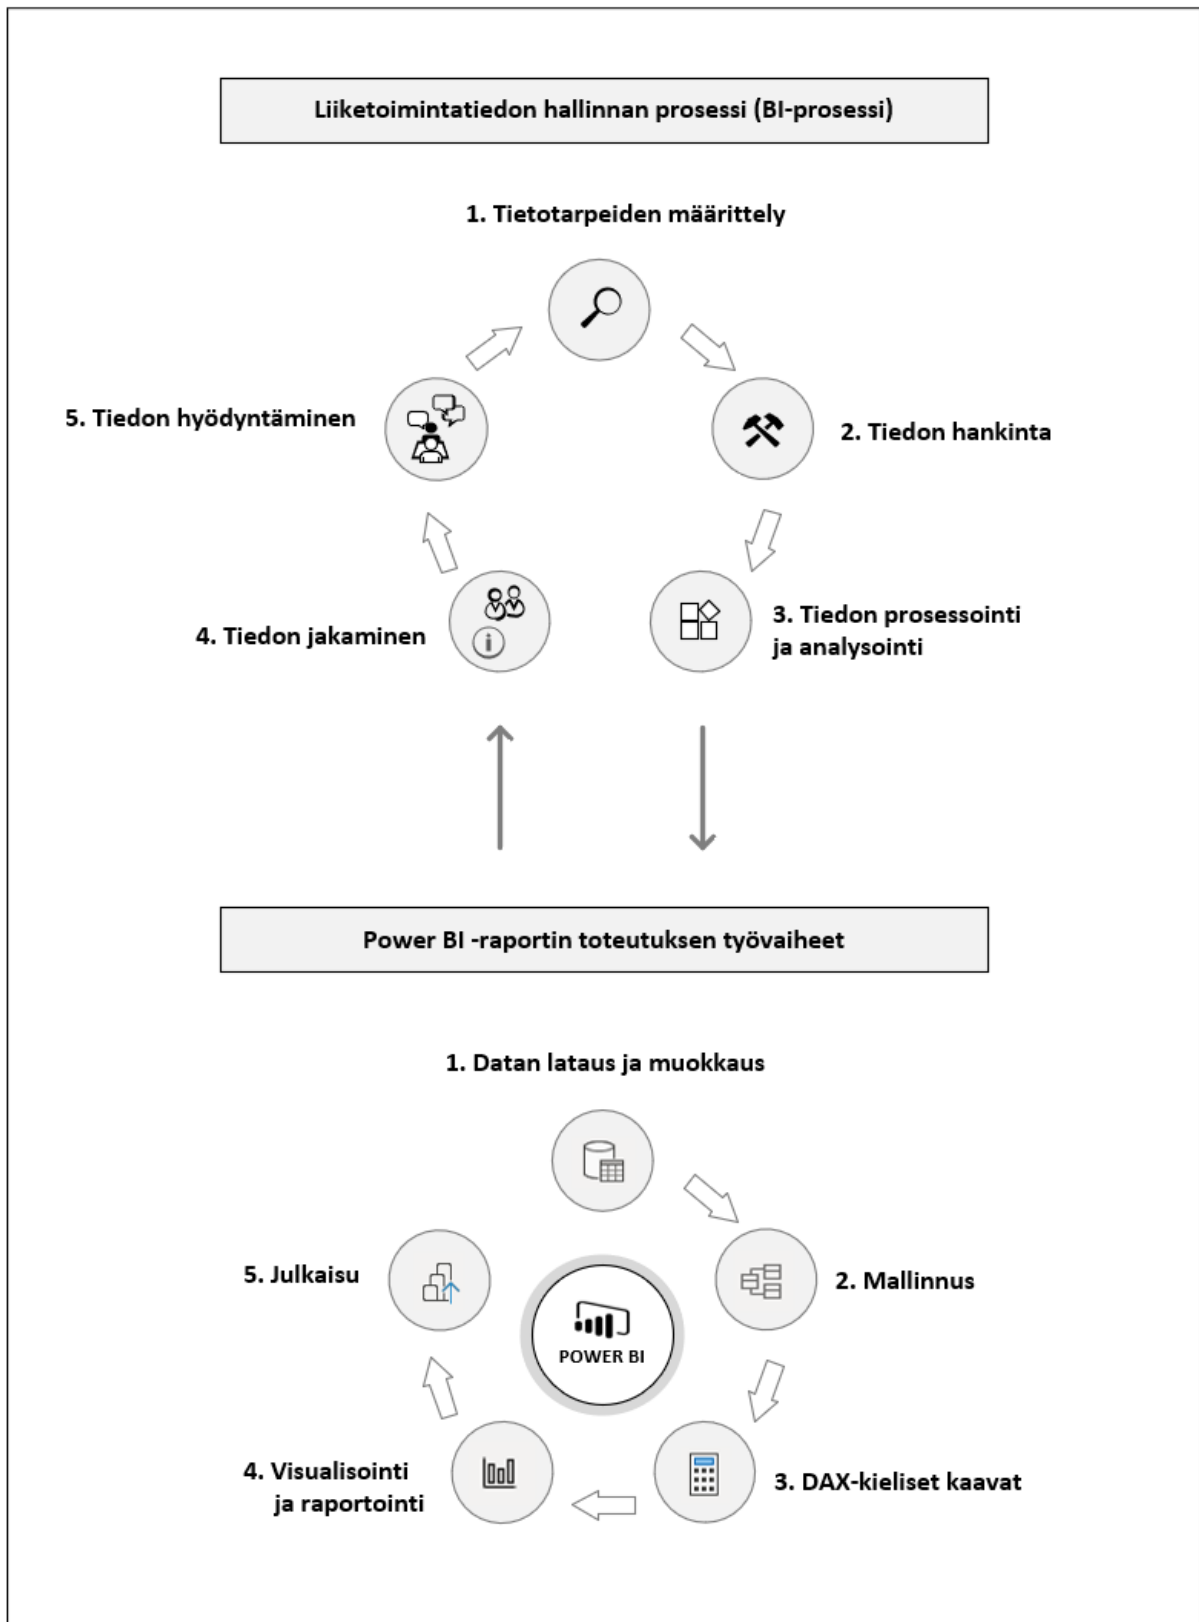 Liiketoimintatiedon hallinnan prosessi (BI-prosessi)
1. Tietotarpeiden määrittely
5. Tiedon hyödyntäminen
2. Tiedon hankinta
4. Tiedon jakaminen
3. Tiedon prosessointi
ja analysointi
Power BI -raportin toteutuksen työvaiheet
1. Datan lataus ja muokkaus
5. Julkaisu
2. Mallinnus
POWER BI
4. Visualisointi
ja raportointi
3. DAX-kieliset kaavat